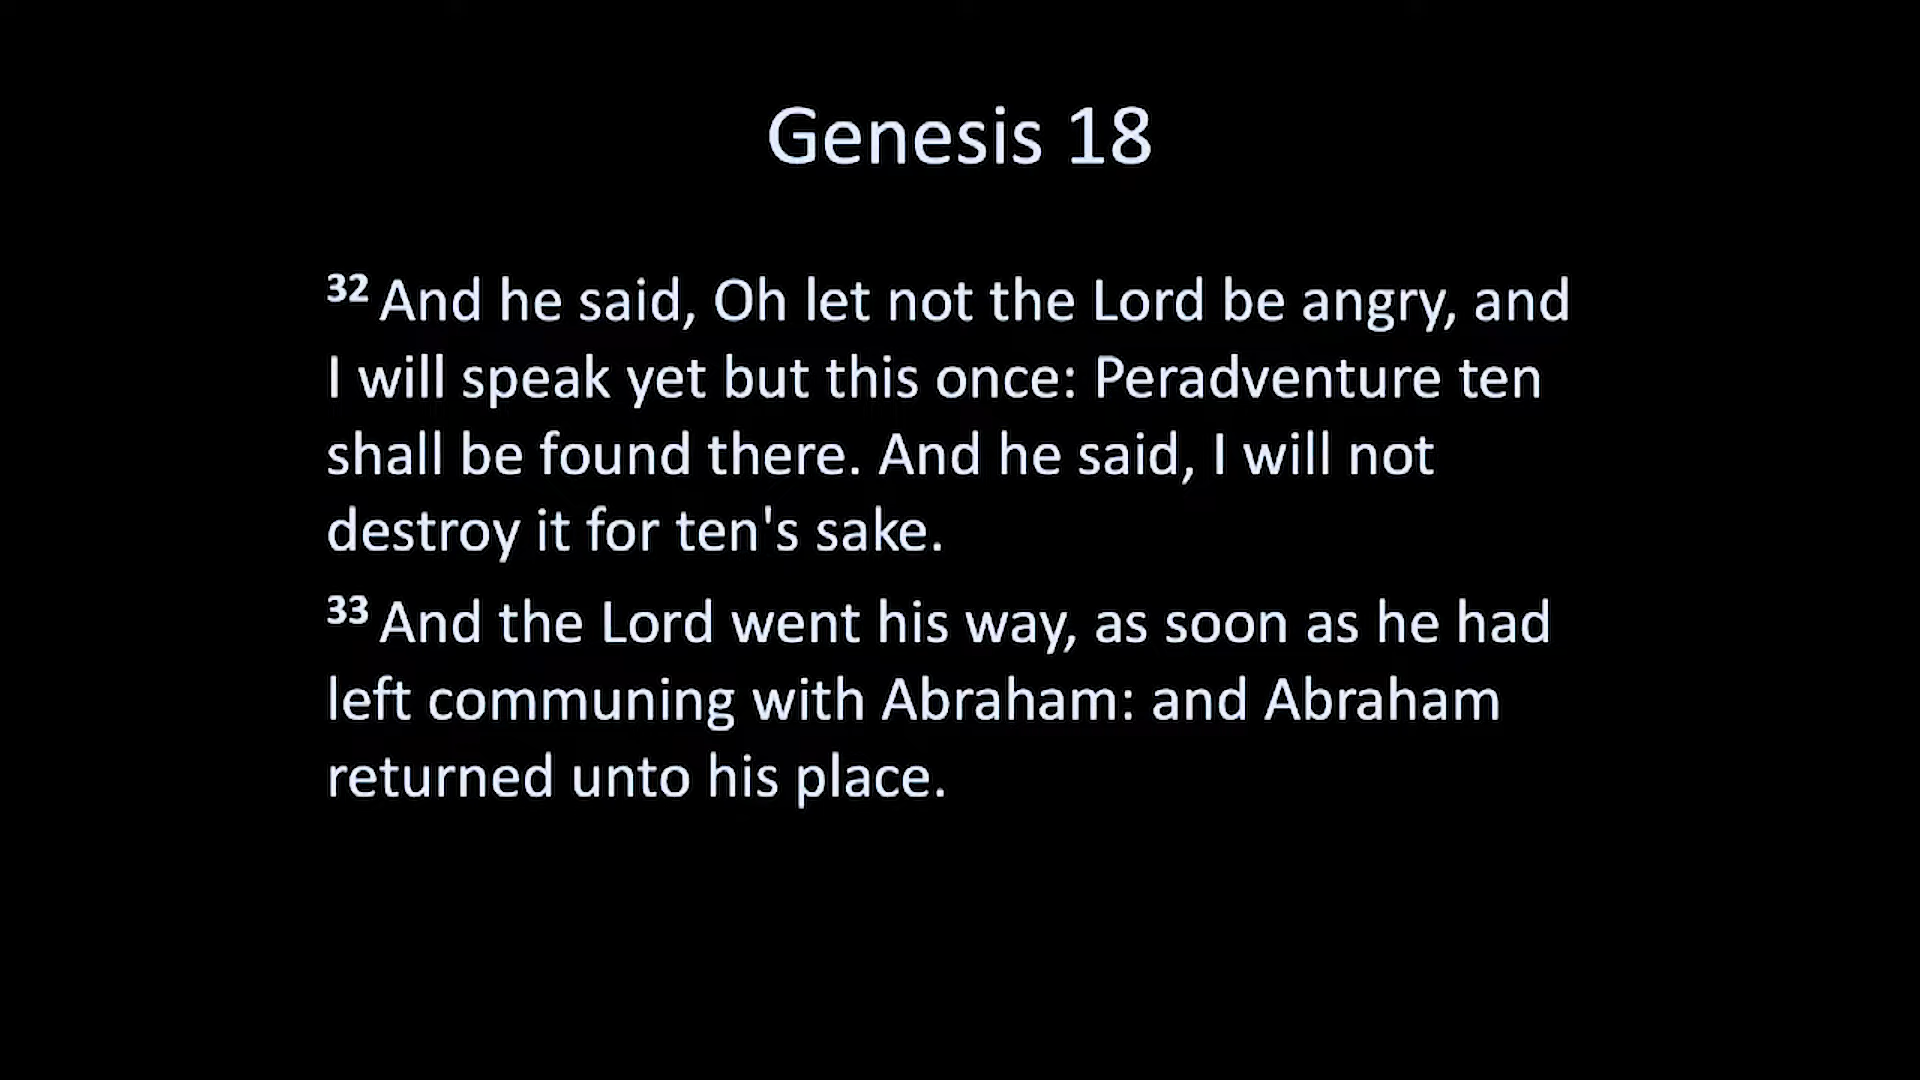 Genesis 18
32 And he said, Oh let not the Lord be angry, and
I will speak yet but this once: Peradventure ten
shall be found there. And he said, I will not
destroy it for ten's sake.
33 And the Lord went his way, as soon as he had
left communing with Abraham: and Abraham
returned unto his place.